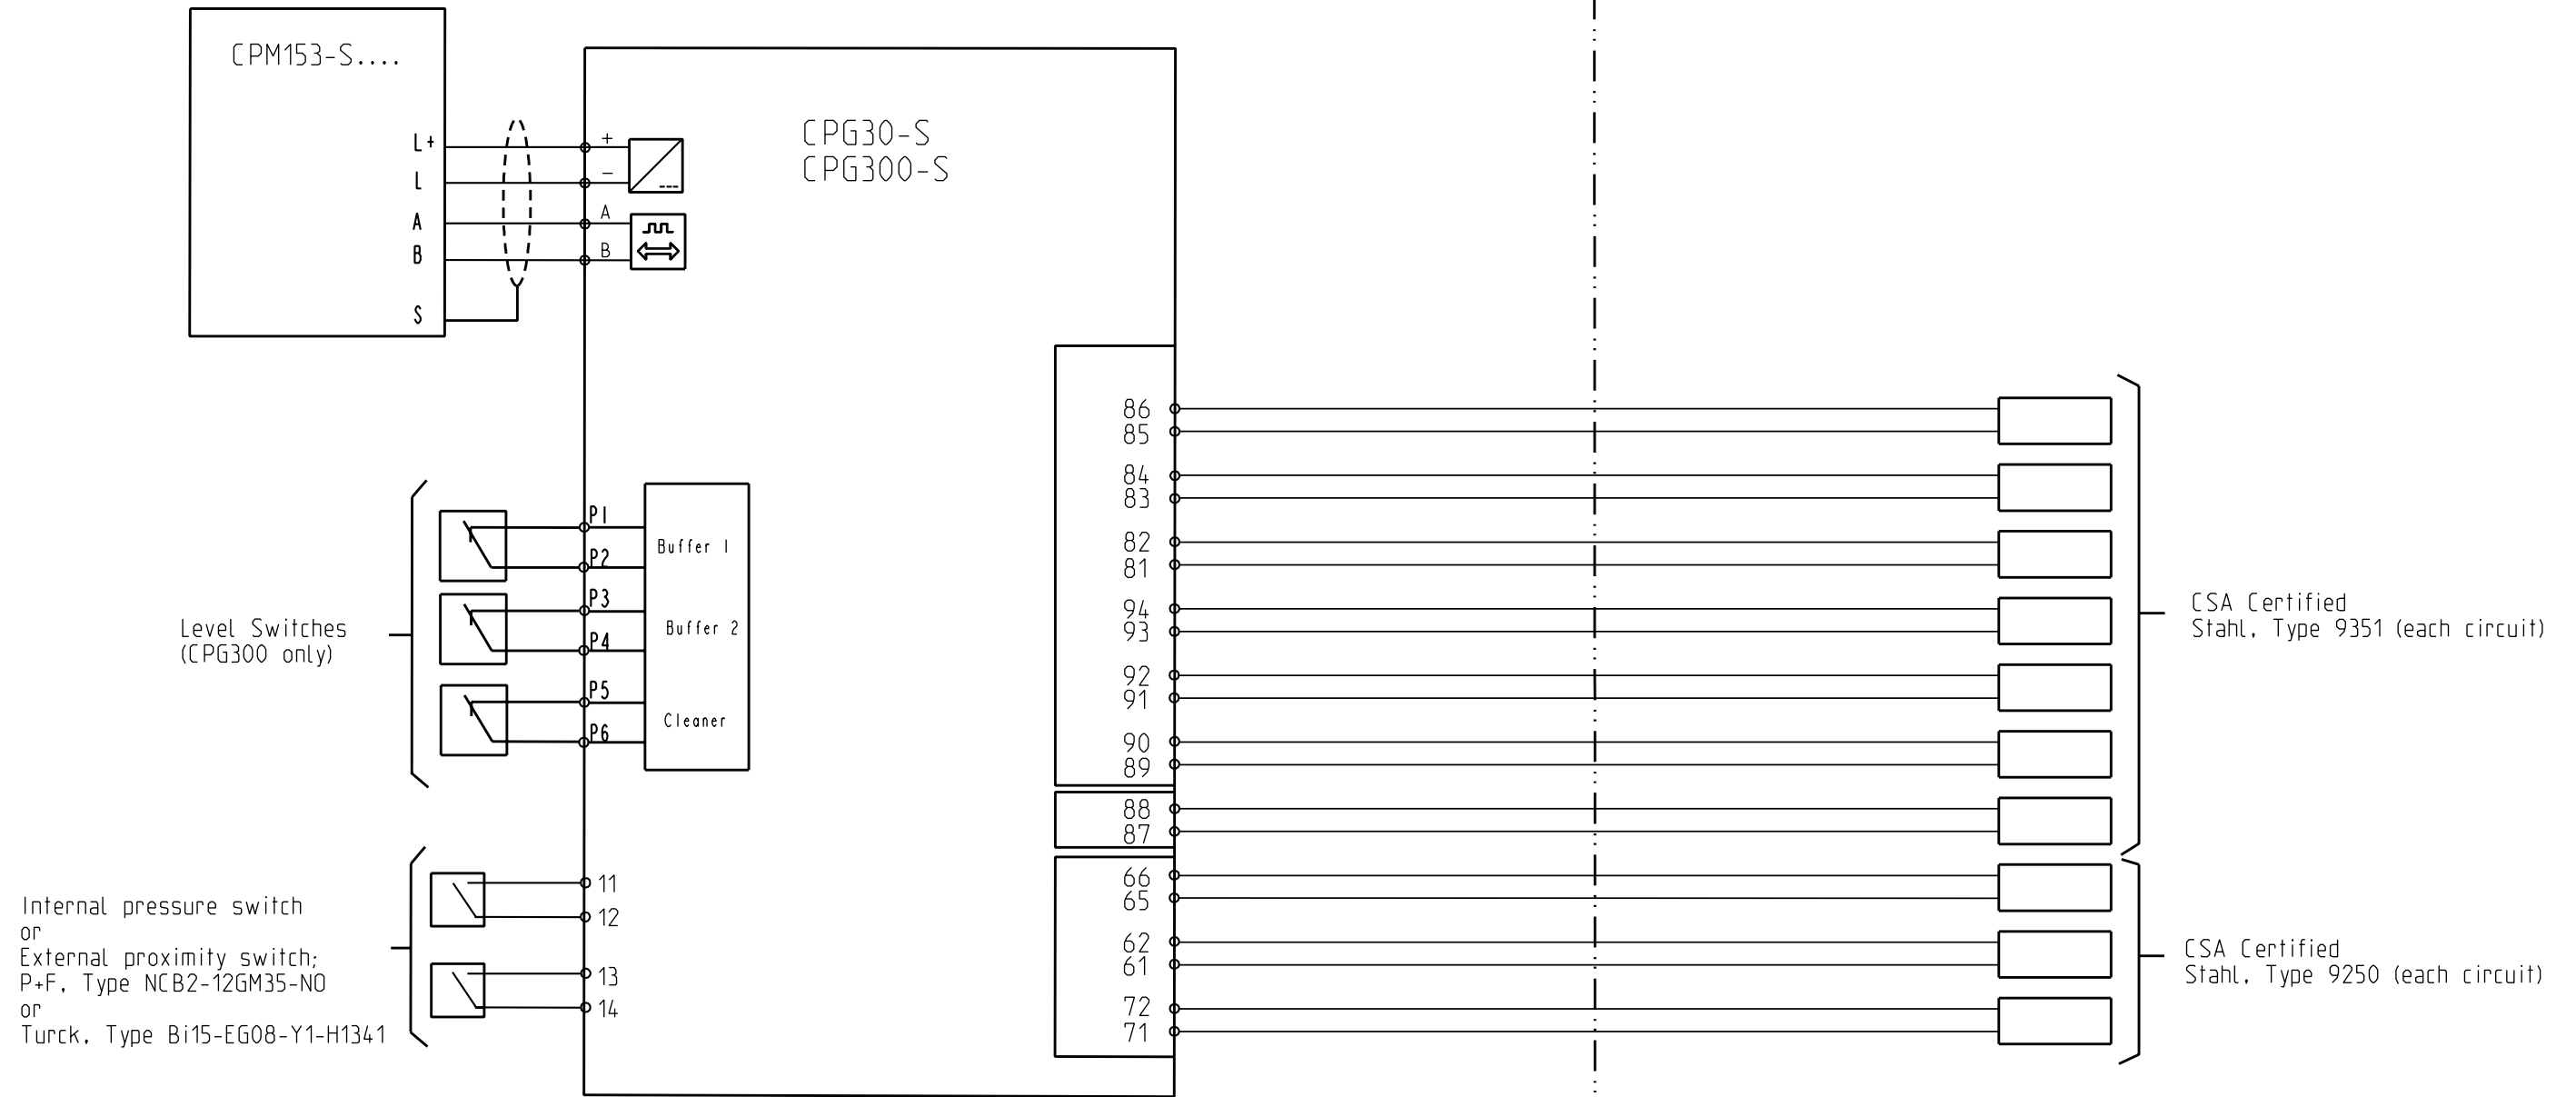 CPM153-S....
L+
L
A
B
S
+
−
A
B
CPG30-S
CPG300-S
Level Switches
(CPG300 only)
P1
P2
P3
P4
P5
P6
Buffer 1
Buffer 2
Cleaner
Internal pressure switch
or
External proximity switch;
P+F, Type NCB2-12GM35-N0
or
Turck, Type Bi15-EG08-Y1-H1341
11
12
13
14
86
85
84
83
82
81
94
93
92
91
90
89
88
87
66
65
62
61
72
71
CSA Certified
Stahl, Type 9351 (each circuit)
CSA Certified
Stahl, Type 9250 (each circuit)